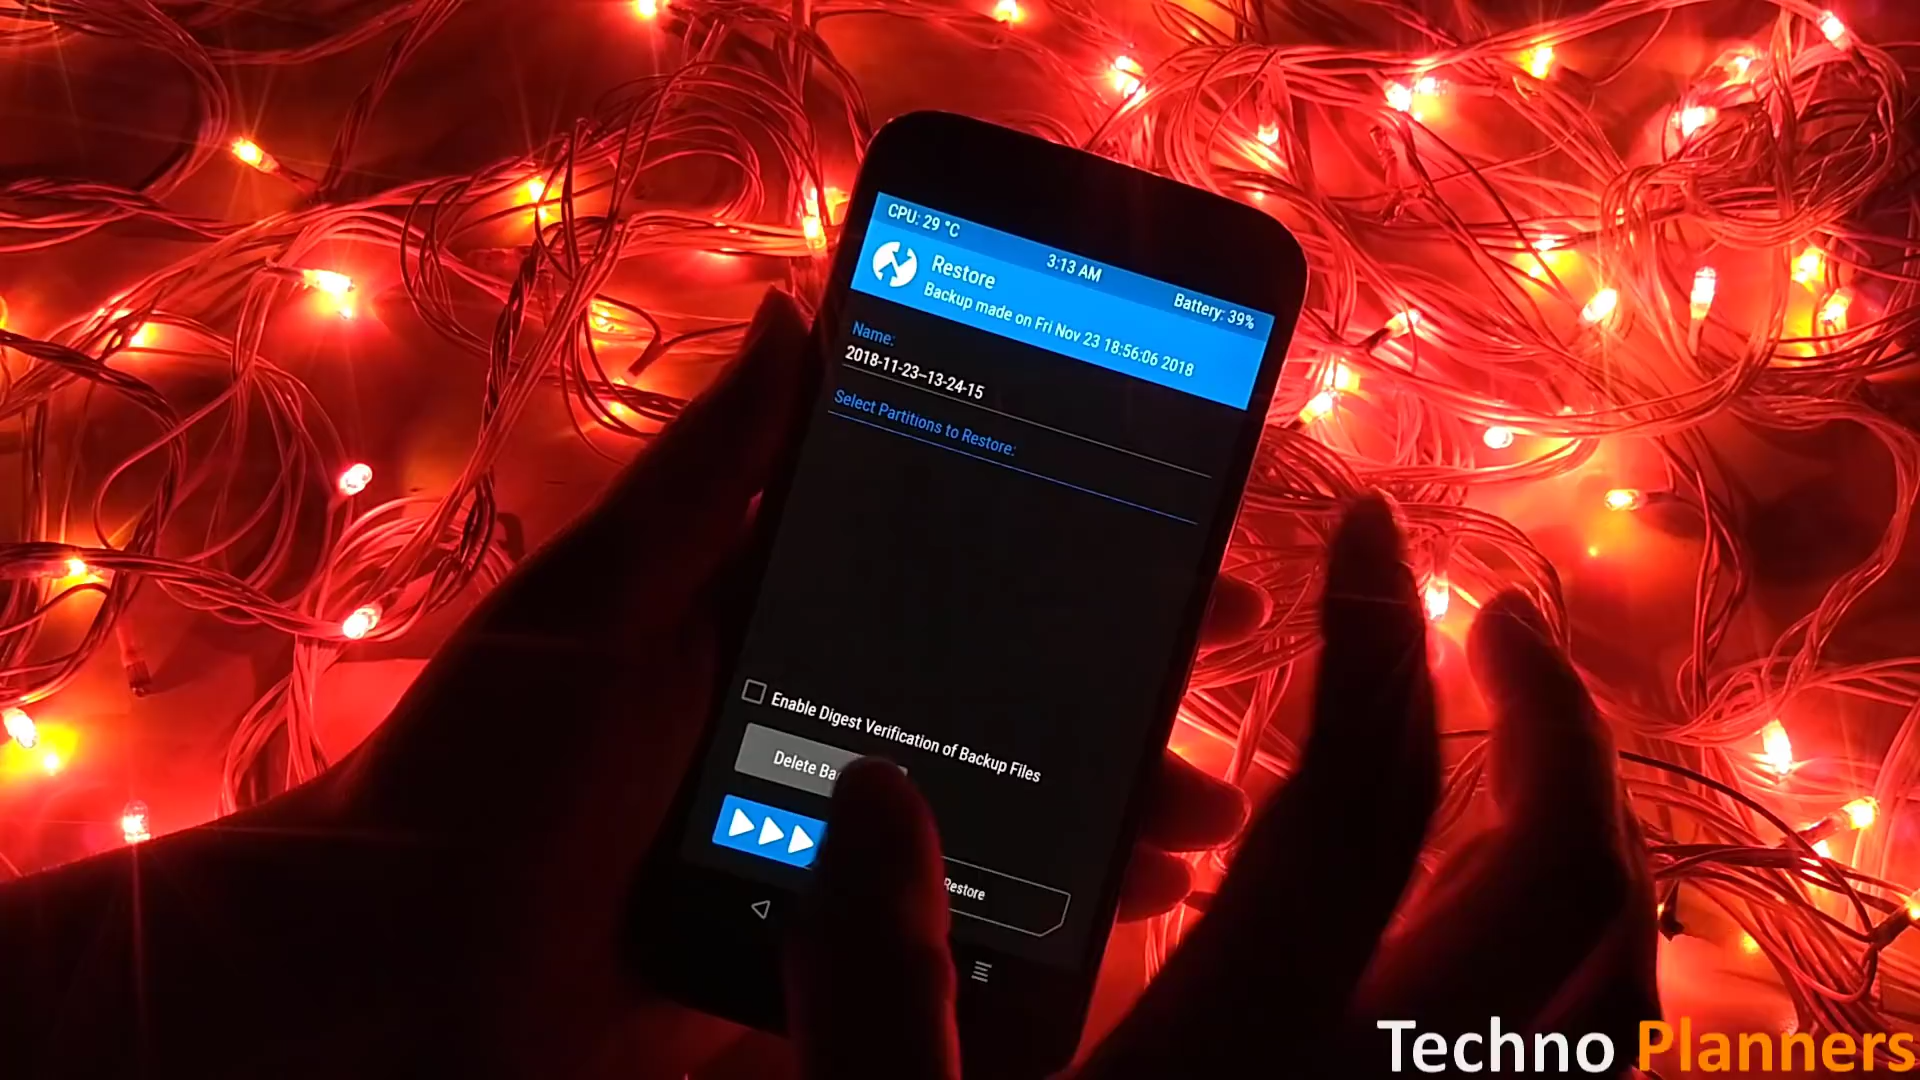 CPU: 29 °C
3:13 AM
Battery: 39%
Restore
Backup made on Fri Nov 23 18:56:06 2018
Name:
2018-11-23--13-24-15
Select Partitions to Restore:
Enable Digest Verification of Backup Files
Delete
Restore
Techno Planners